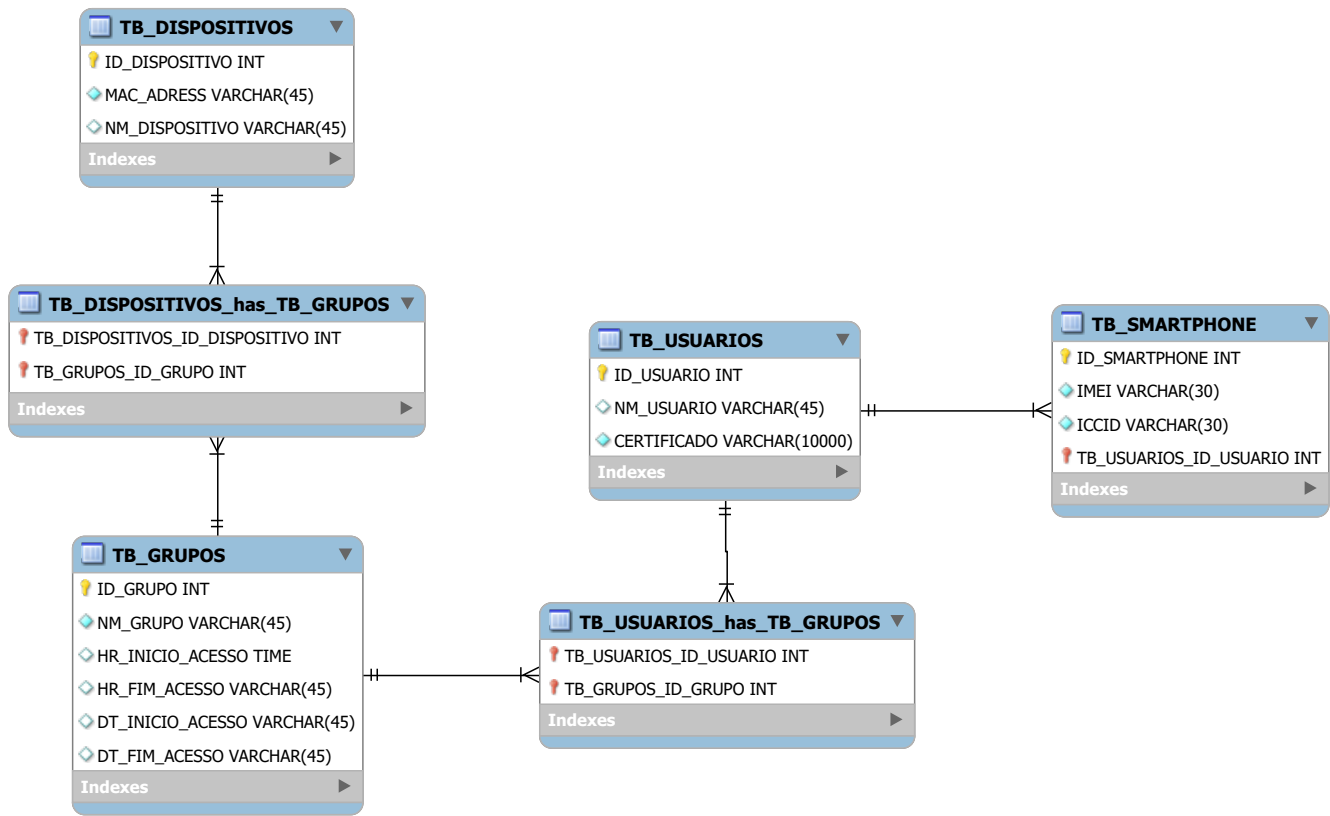 TB_DISPOSITIVOS
ID_DISPOSITIVO INT
MAC_ADRESS VARCHAR(45)
NM_DISPOSITIVO VARCHAR(45)
Indexes
TB_DISPOSITIVOS_has_TB_GRUPOS
TB_DISPOSITIVOS_ID_DISPOSITIVO INT
TB_GRUPOS_ID_GRUPO INT
Indexes
TB_USUARIOS
ID_USUARIO INT
NM_USUARIO VARCHAR(45)
CERTIFICADO VARCHAR(10000)
Indexes
TB_SMARTPHONE
ID_SMARTPHONE INT
IMEI VARCHAR(30)
ICCID VARCHAR(30)
TB_USUARIOS_ID_USUARIO INT
Indexes
TB_GRUPOS
ID_GRUPO INT
NM_GRUPO VARCHAR(45)
HR_INICIO_ACESSO TIME
HR_FIM_ACESSO VARCHAR(45)
DT_INICIO_ACESSO VARCHAR(45)
DT_FIM_ACESSO VARCHAR(45)
Indexes
TB_USUARIOS_has_TB_GRUPOS
TB_USUARIOS_ID_USUARIO INT
TB_GRUPOS_ID_GRUPO INT
Indexes